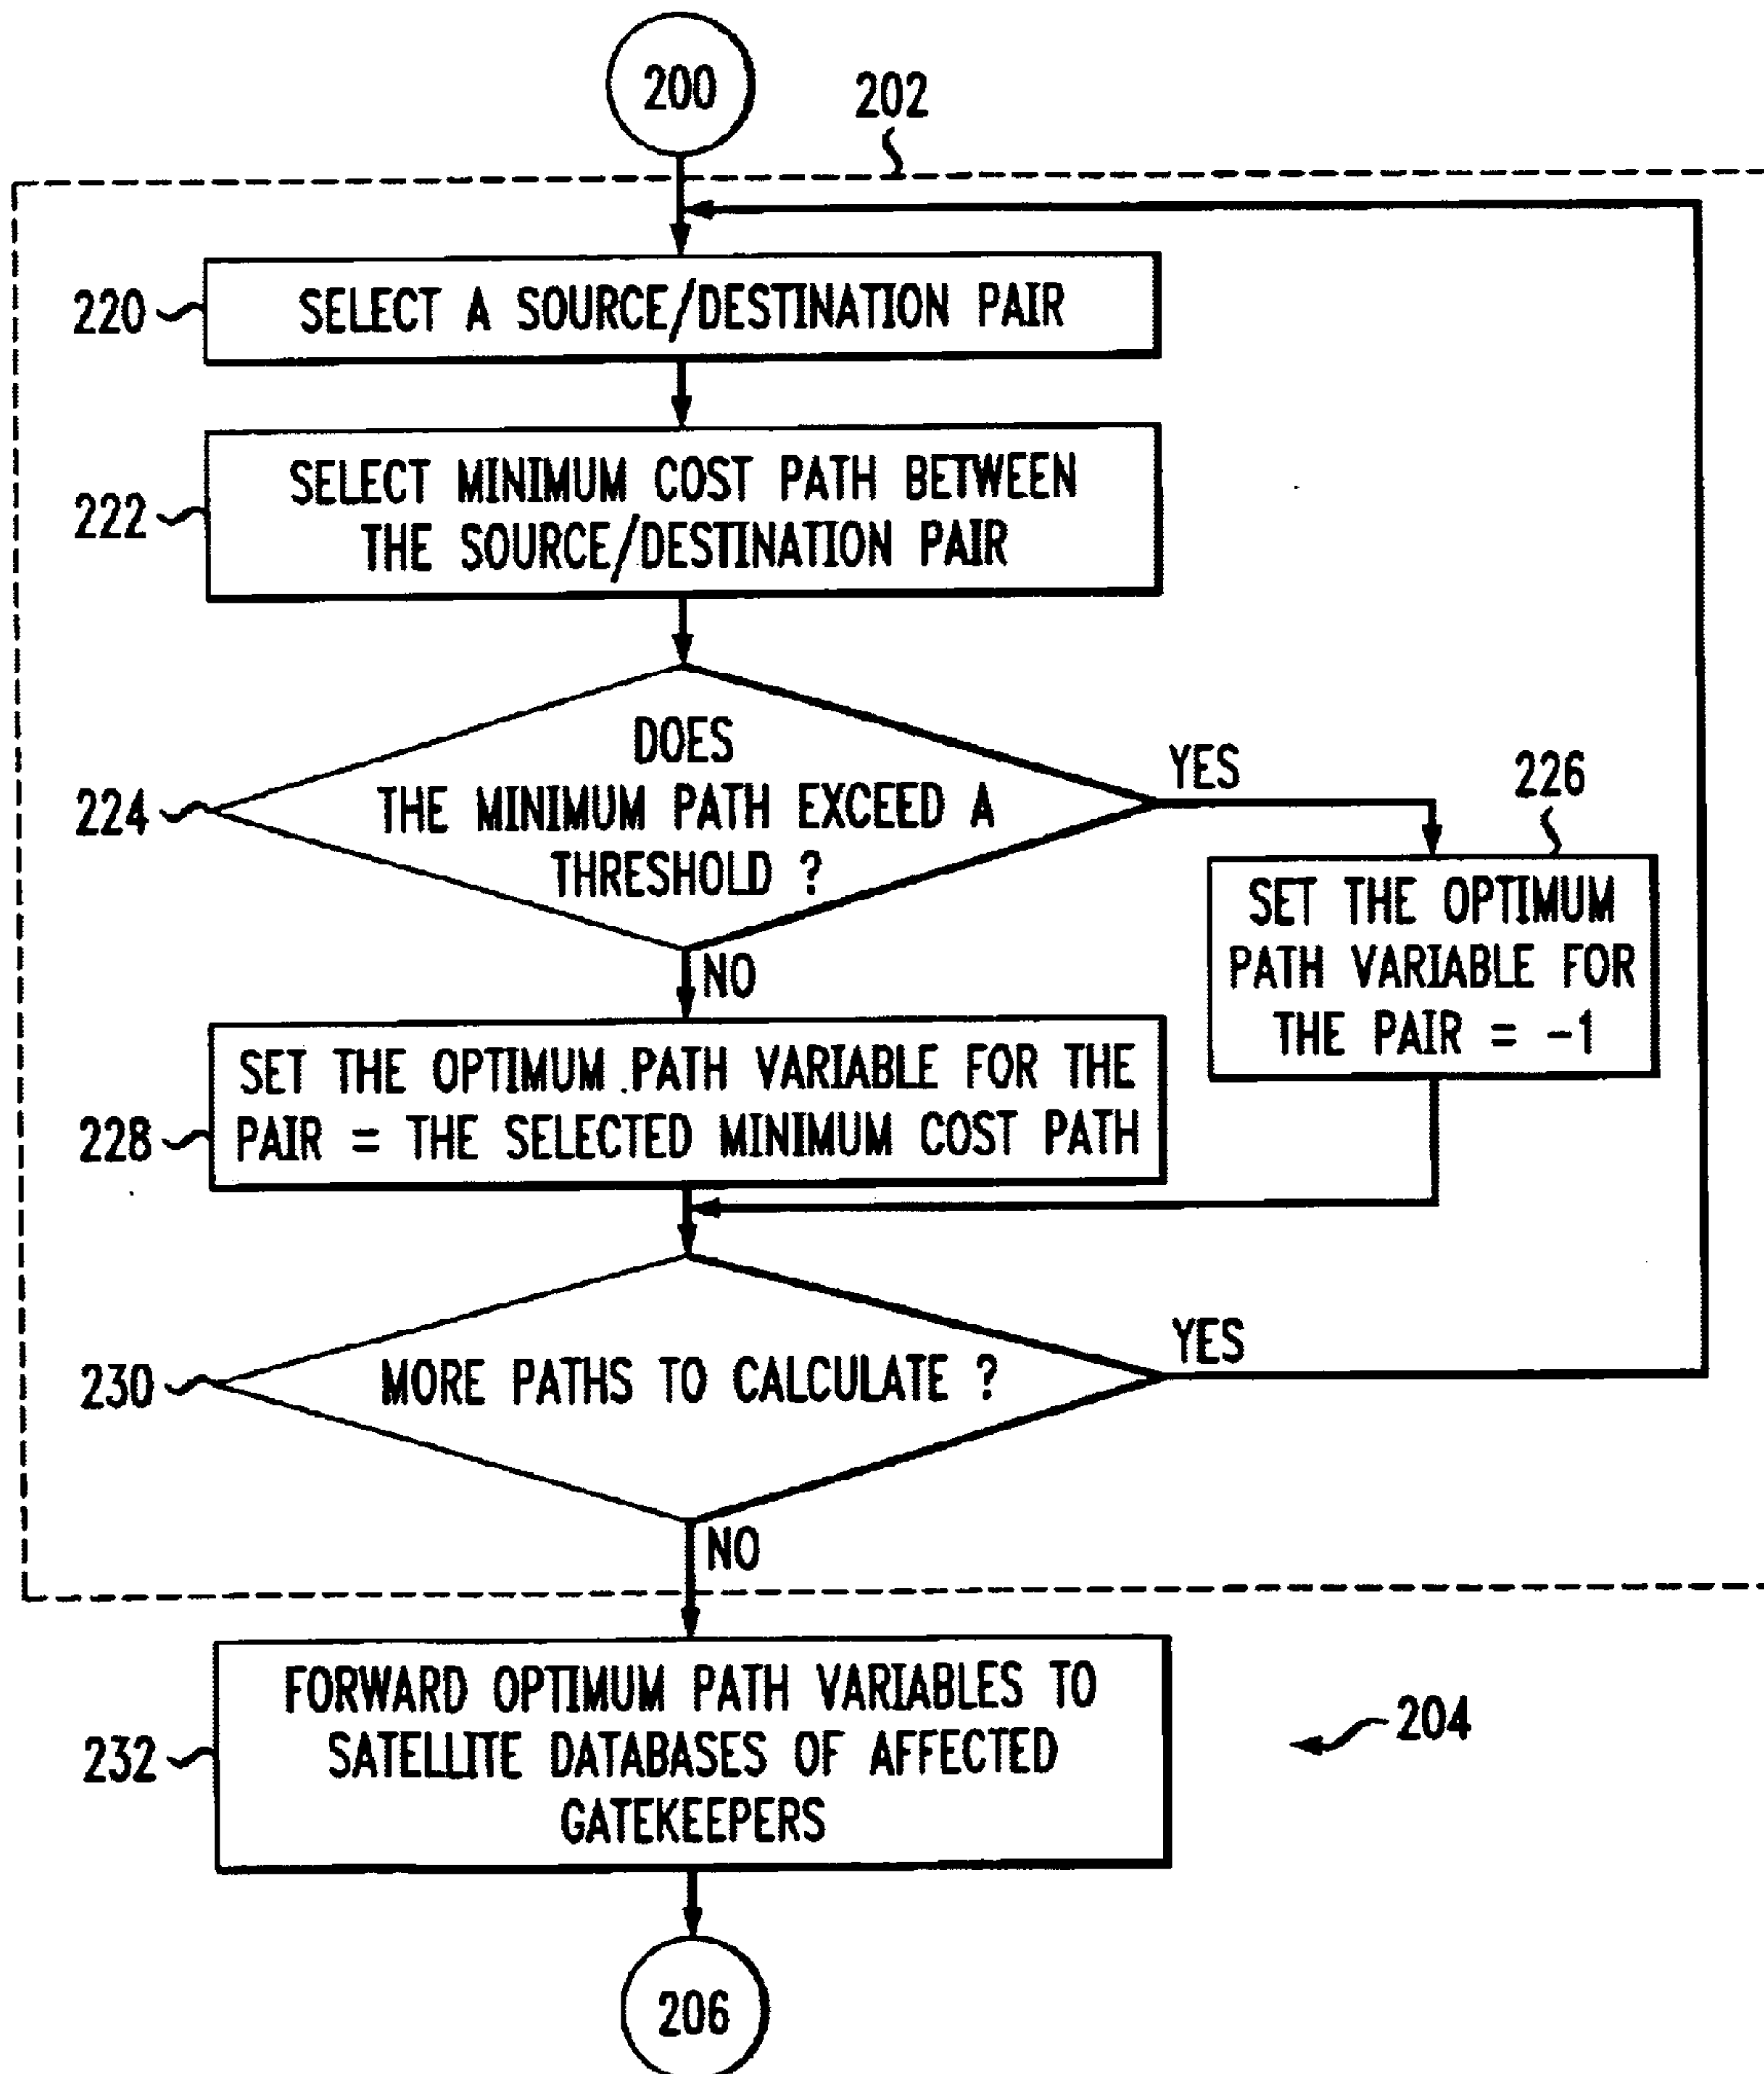 200
202
220
SELECT A SOURCE/DESTINATION PAIR
222
SELECT MINIMUM COST PATH BETWEEN
THE SOURCE/DESTINATION PAIR
224
DOES
THE MINIMUM PATH EXCEED A
THRESHOLD ?
YES
226
SET THE OPTIMUM
PATH VARIABLE FOR
THE PAIR = -1
NO
228
SET THE OPTIMUM PATH VARIABLE FOR THE
PAIR = THE SELECTED MINIMUM COST PATH
230
MORE PATHS TO CALCULATE ?
YES
NO
232
FORWARD OPTIMUM PATH VARIABLES TO
SATELLITE DATABASES OF AFFECTED
GATEKEEPERS
204
206